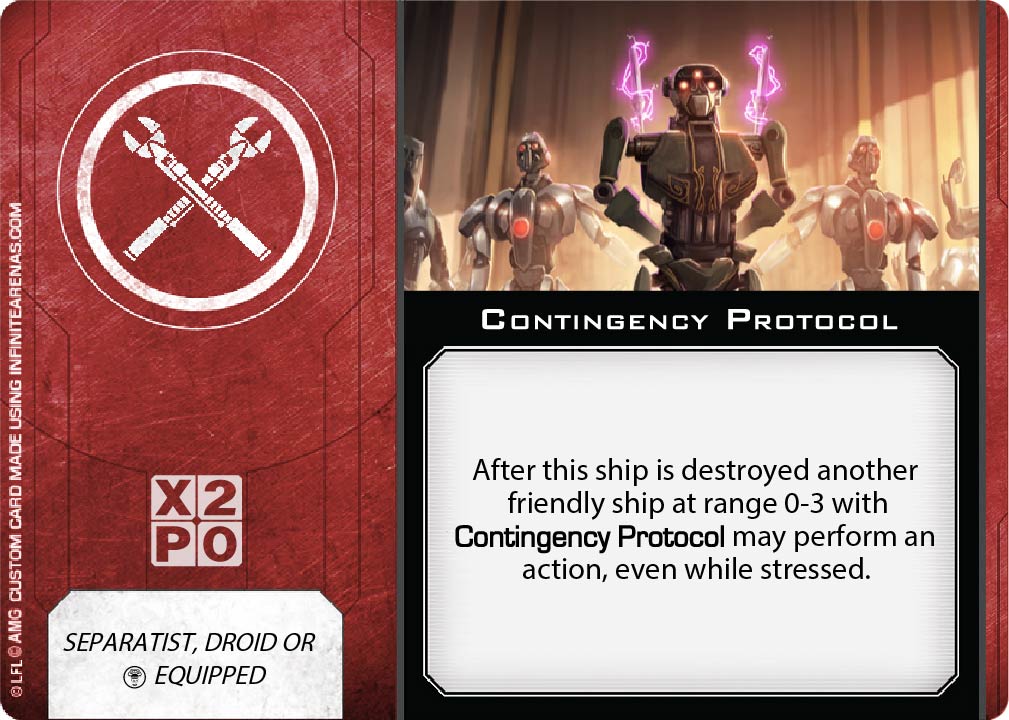 CONTINGENCY PROTOCOL
After this ship is destroyed another
friendly ship at range 0-3 with
Contingency Protocol may perform an
action, even while stressed.
X2
PO
SEPARATIST, DROID OR
EQUIPPED
© LFL © AMG CUSTOM CARD MADE USING INFINITEARENAS.COM